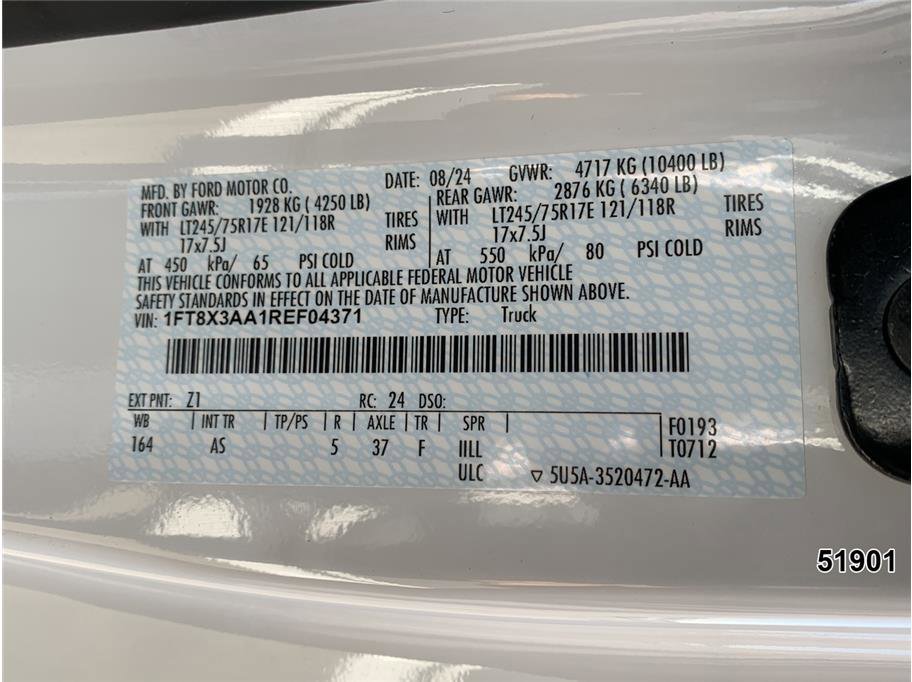 MFD. BY FORD MOTOR CO. DATE: 08/24 GVWR: 4717 KG (10400 LB)
FRONT GAWR: 1928 KG ( 4250 LB) REAR GAWR: 2876 KG ( 6340 LB)
WITH LT245/75R17E 121/118R TIRES WITH LT245/75R17E 121/118R TIRES
17x7.5J RIMS 17x7.5J RIMS
AT 450 kPa/ 65 PSI COLD AT 550 kPa/ 80 PSI COLD
THIS VEHICLE CONFORMS TO ALL APPLICABLE FEDERAL MOTOR VEHICLE
SAFETY STANDARDS IN EFFECT ON THE DATE OF MANUFACTURE SHOWN ABOVE.
VIN: 1FT8X3AA1REF04371 TYPE: Truck
EXT PNT: Z1 RC: 24 DSO:
WB INT TR TP/PS R AXLE TR SPR F0193
164 AS 5 37 F IILL T0712
ULC ▽ 5U5A-3520472-AA
51901